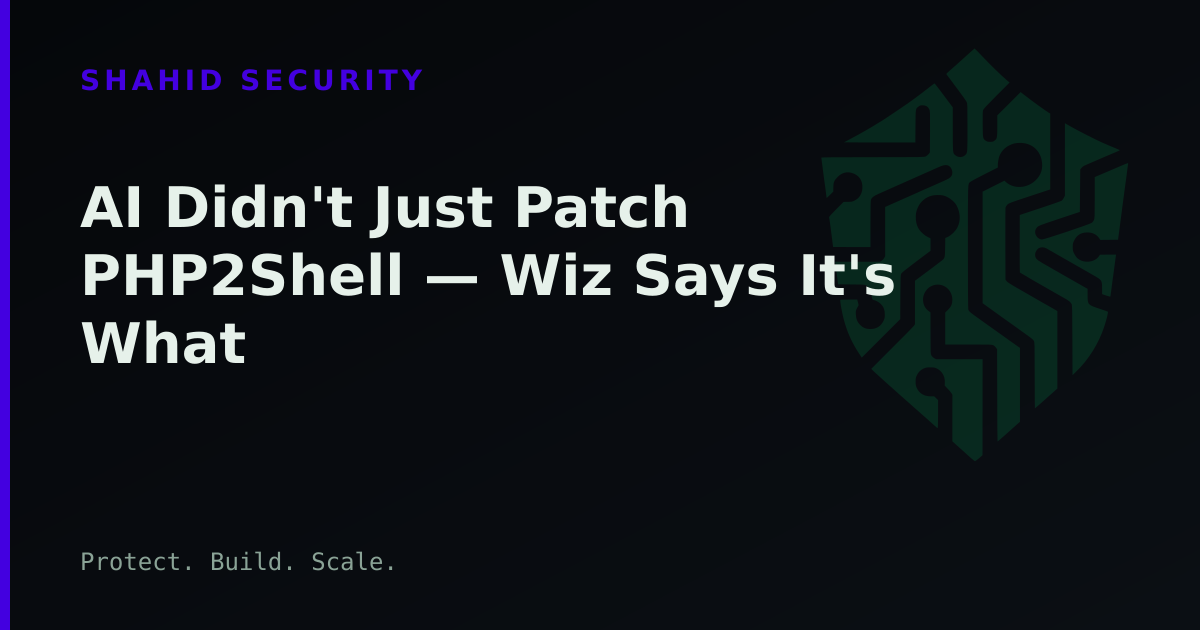 SHAHID SECURITY
AI Didn't Just Patch
PHP2Shell — Wiz Says It's
What
Protect. Build. Scale.